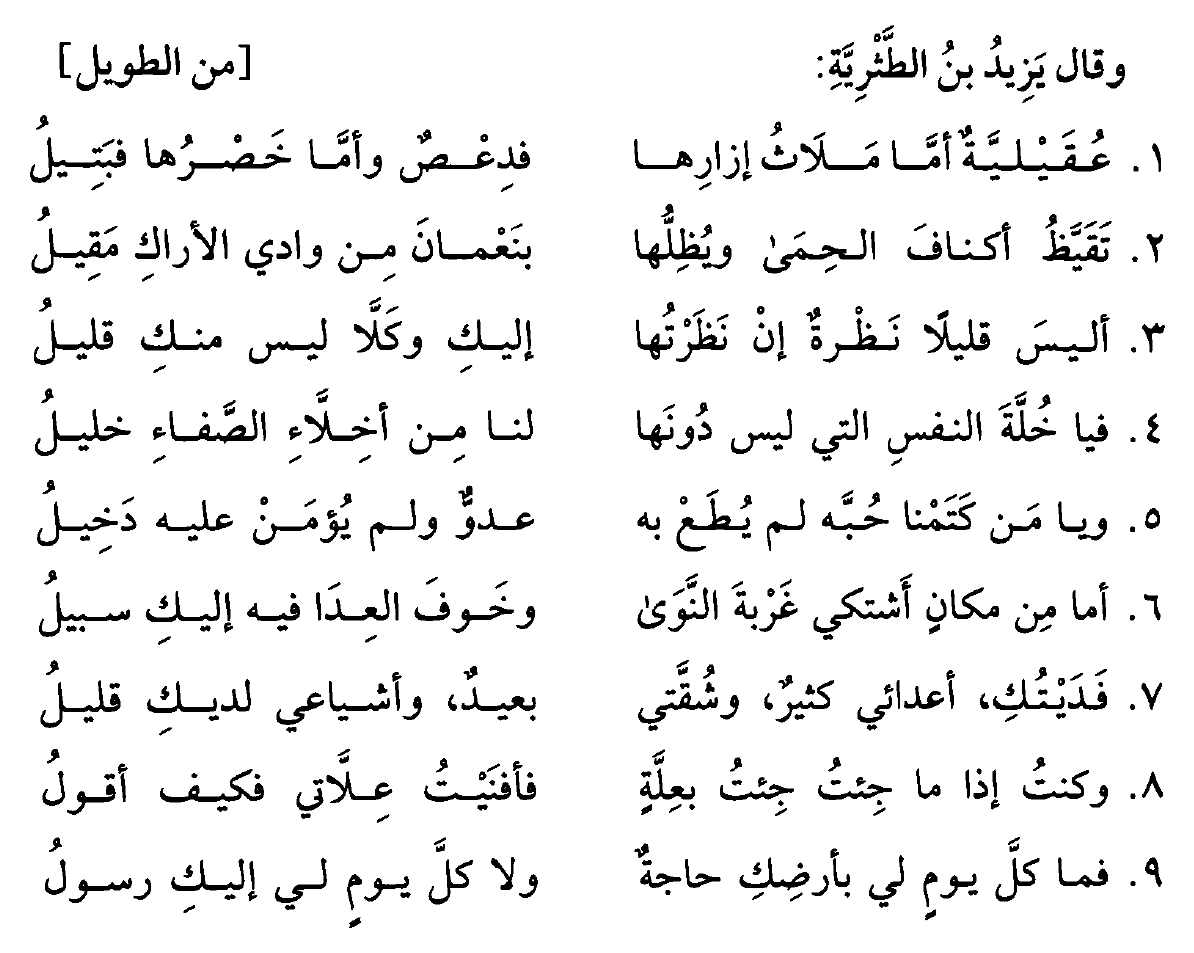 وقال يَزِيدُ بنُ الطَّثْرِيَّةِ: [من الطويل]
١. عُقَيْليَّةٌ أمَّا مَلَاثُ إزارِها فدِعْصٌ وأمَّا خَصْرُها فبَتِيلُ
٢. تَقَيَّظُ أكنافَ الحِمَىٰ ويُظِلُّها بنَعْمانَ مِن وادي الأراكِ مَقِيلُ
٣. أليسَ قليلًا نَظْرةٌ إنْ نَظَرْتُها إليكِ وكَلَّا ليس منكِ قليلُ
٤. فيا خُلَّةَ النفسِ التي ليس دُونَها لنا مِن أخِلَّاءِ الصَّفاءِ خليلُ
٥. ويا مَن كَتَمْنا حُبَّه لم يُطَعْ به عدوٌّ ولم يُؤمَنْ عليه دَخِيلُ
٦. أما مِن مكانٍ أَشتكي غَرْبةَ النَّوَىٰ وخَوفَ العِدَا فيه إليكِ سبيلُ
٧. فَدَيْتُكِ، أعدائي كثيرٌ، وشُقَّتي بعيدٌ، وأشياعي لديكِ قليلُ
٨. وكنتُ إذا ما جِئتُ جِئتُ بعِلَّةٍ فأفنَيْتُ عِلَّاتي فكيف أقولُ
٩. فما كلَّ يومٍ لي بأرضِكِ حاجةٌ ولا كلَّ يومٍ لي إليكِ رسولُ